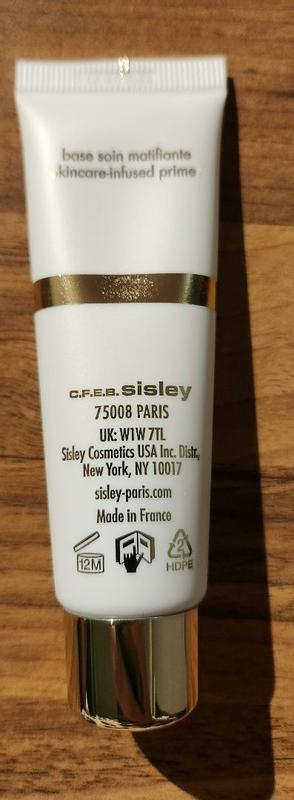 base soin matifiante
skincare-infused primer
C.F.E.B. sisley
75008 PARIS
UK: W1W 7TL
Sisley Cosmetics USA Inc. Distr.,
New York, NY 10017
sisley-paris.com
Made in France
12M
2
HDPE